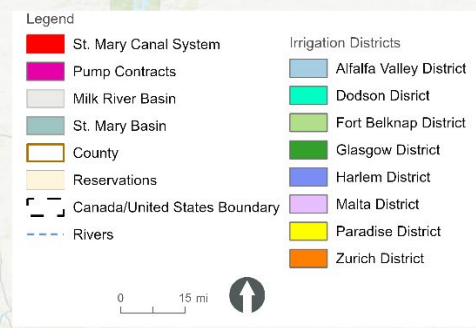 Legend
St. Mary Canal System
Pump Contracts
Milk River Basin
St. Mary Basin
County
Reservations
Canada/United States Boundary
Rivers
Irrigation Districts
Alfalfa Valley District
Dodson Disrict
Fort Belknap District
Glasgow District
Harlem District
Malta District
Paradise District
Zurich District
0 15 mi